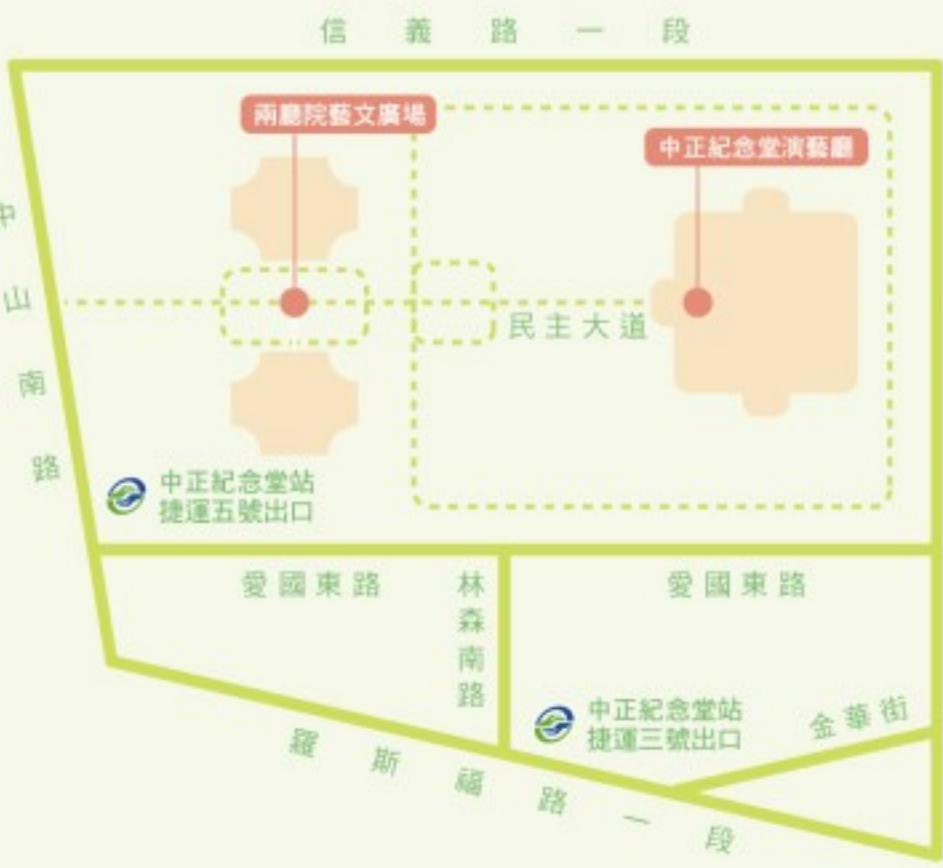 信義路一段
兩廳院藝文廣場
中正紀念堂演藝廳
中山南路
民主大道
中正紀念堂站
捷運五號出口
愛國東路
林森南路
愛國東路
中正紀念堂站
捷運三號出口
金華街
羅斯福路一段